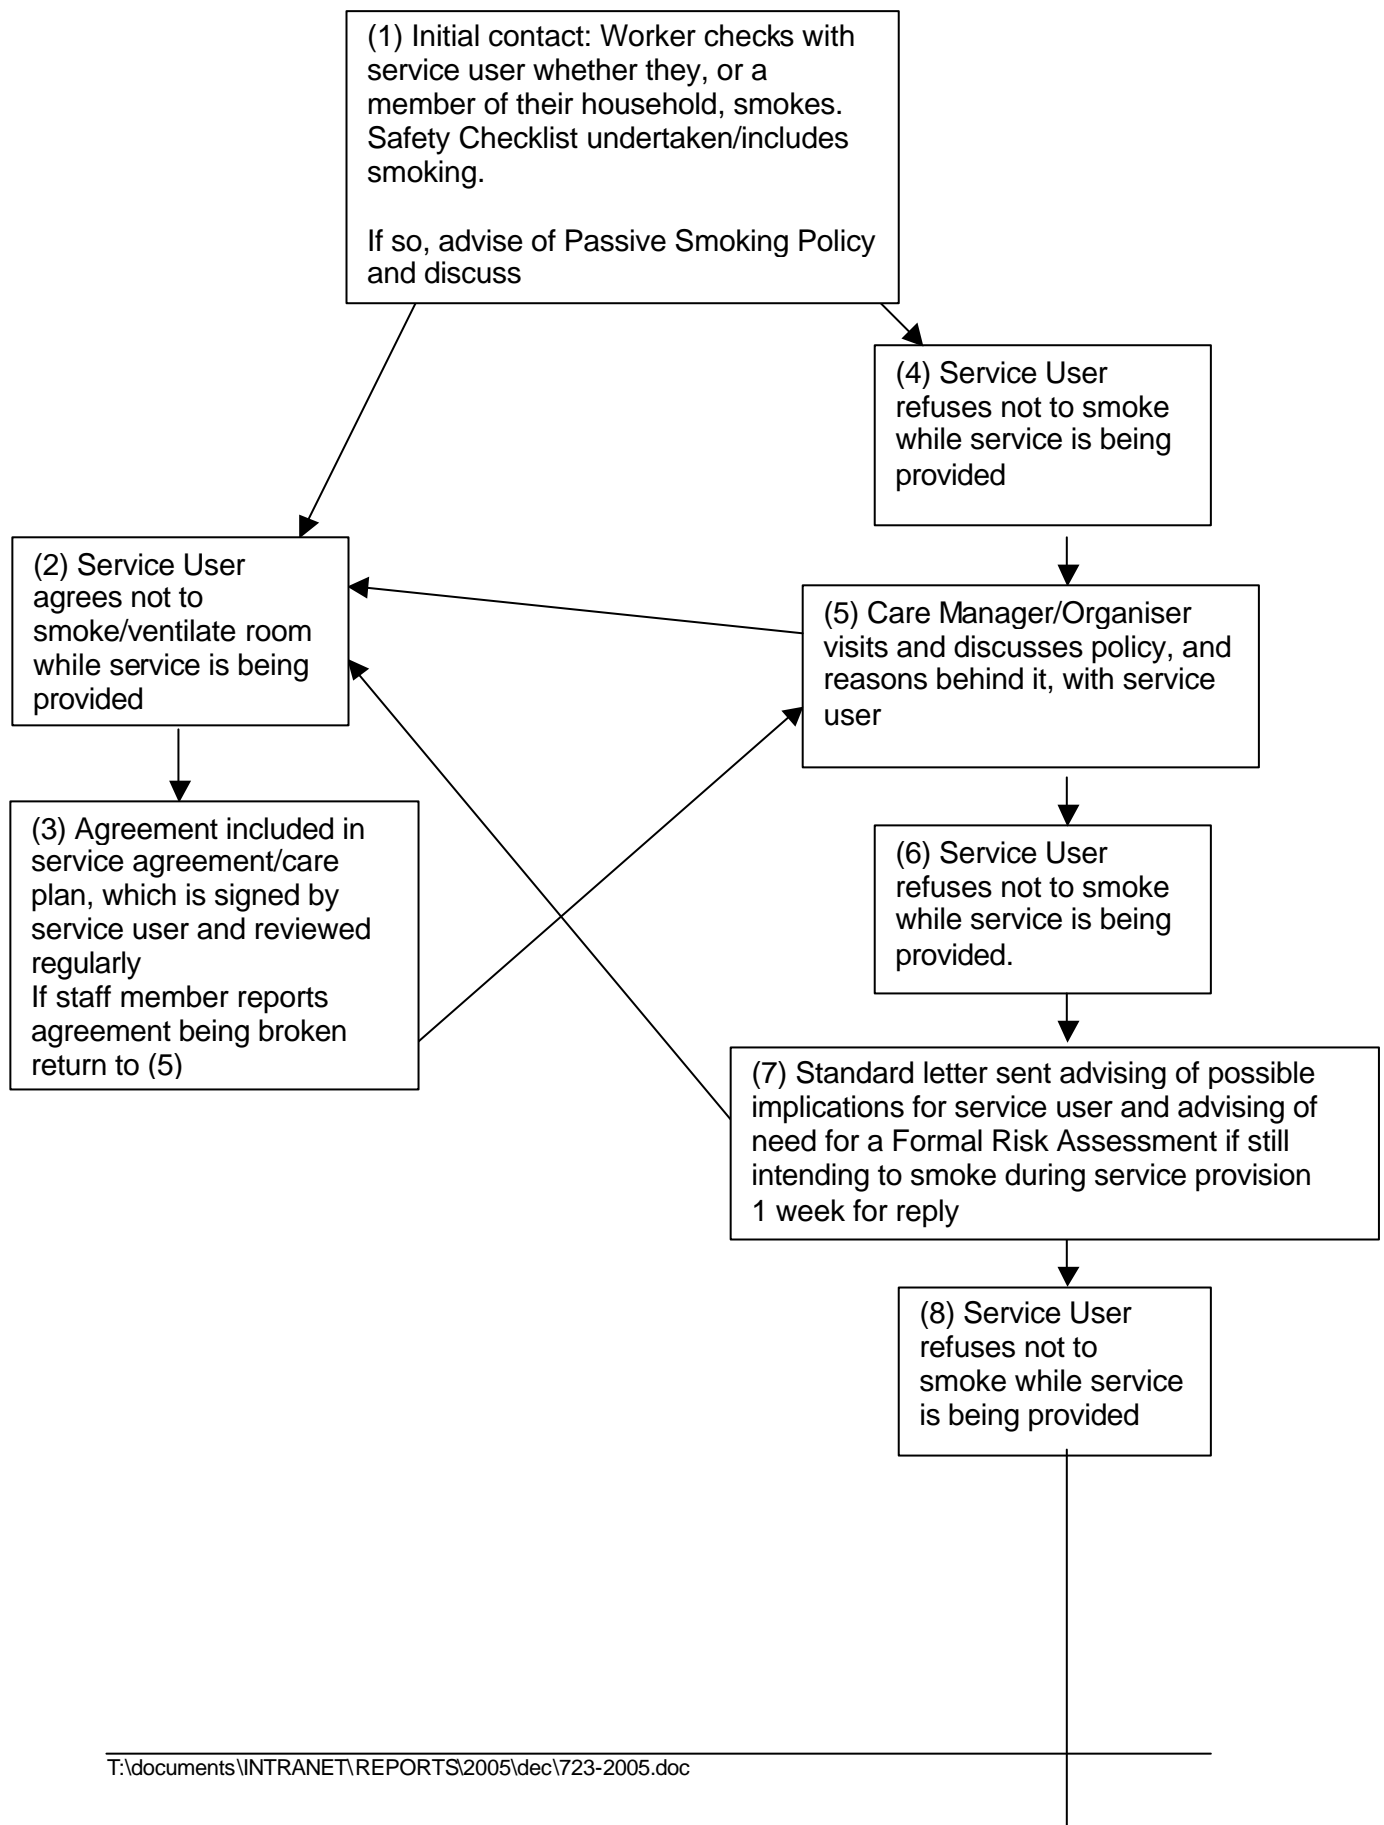 (1) Initial contact: Worker checks with
service user whether they, or a
member of their household, smokes.
Safety Checklist undertaken/includes
smoking.
If so, advise of Passive Smoking Policy
and discuss
(4) Service User
refuses not to smoke
while service is being
provided
(2) Service User
agrees not to
smoke/ventilate room
while service is being
provided
(5) Care Manager/Organiser
visits and discusses policy, and
reasons behind it, with service
user
(3) Agreement included in
service agreement/care
plan, which is signed by
service user and reviewed
regularly
If staff member reports
agreement being broken
return to (5)
(6) Service User
refuses not to smoke
while service is being
provided.
(7) Standard letter sent advising of possible
implications for service user and advising of
need for a Formal Risk Assessment if still
intending to smoke during service provision
1 week for reply
(8) Service User
refuses not to
smoke while service
is being provided
T:\documents\INTRANET\REPORTS\2005\dec\723-2005.doc